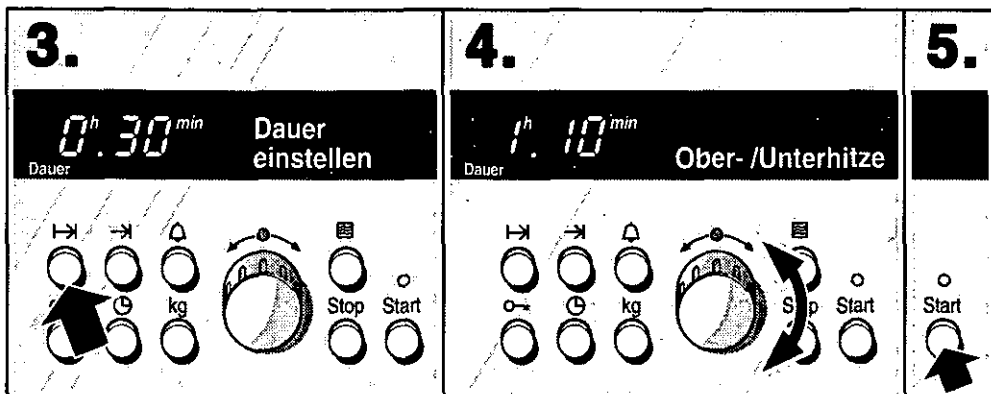 3.
0h.30min Dauer
einstellen
Dauer
kg Stop Start
4.
1h.10min
Dauer Ober- /Unterhitze
kg Stop Start
5.
Start